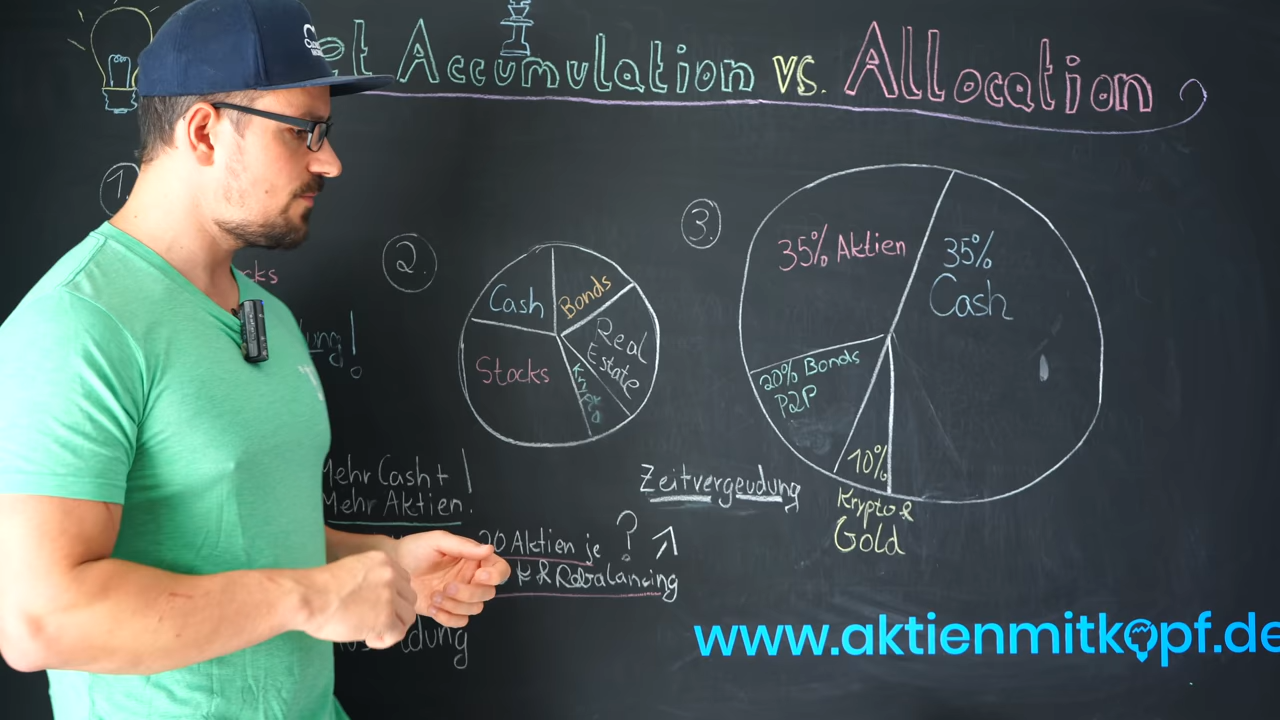 Accumulation vs. Allocation
1.
2.
Cash
Bonds
Real
Estate
Krypto
Stocks
3.
35% Aktien
35%
Cash
20% Bonds
P2P
10%
Krypto &
Gold
Mehr Cash +
Mehr Aktien!
Zeitvergeudung
20 Aktien je ?
& Rebalancing
www.aktienmitkopf.de